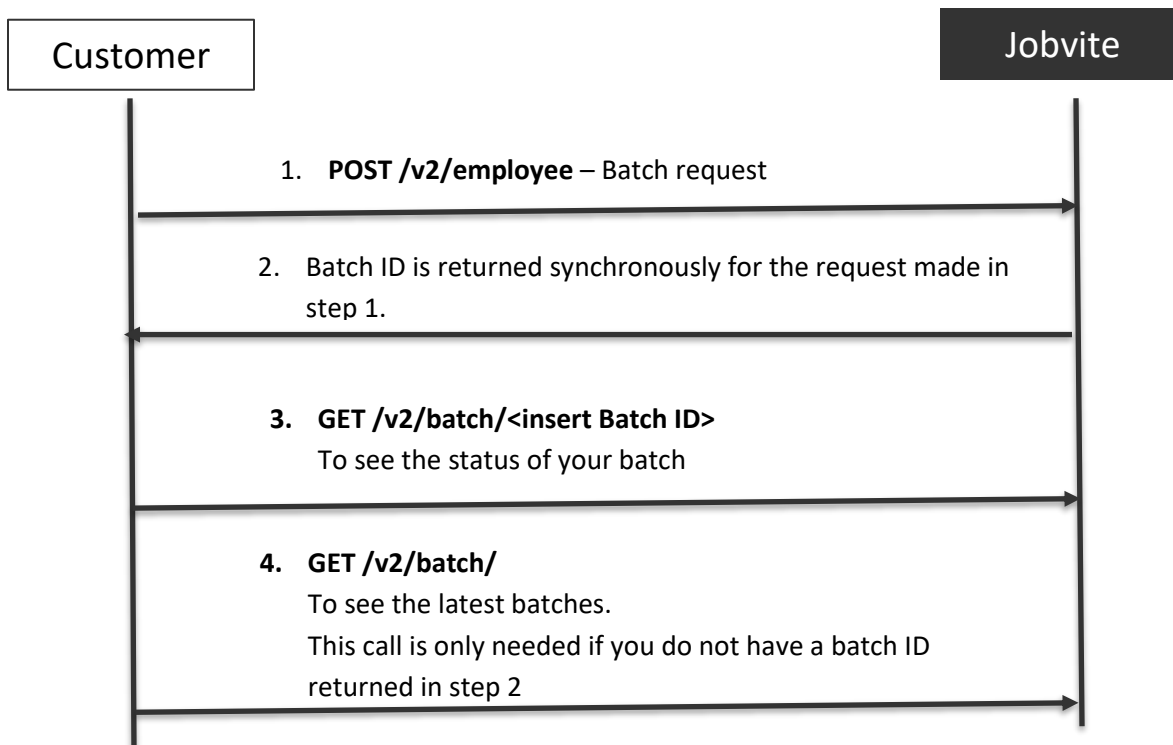 Customer
Jobvite
1. POST /v2/employee – Batch request
2. Batch ID is returned synchronously for the request made in
step 1.
3. GET /v2/batch/<insert Batch ID>
To see the status of your batch
4. GET /v2/batch/
To see the latest batches.
This call is only needed if you do not have a batch ID
returned in step 2